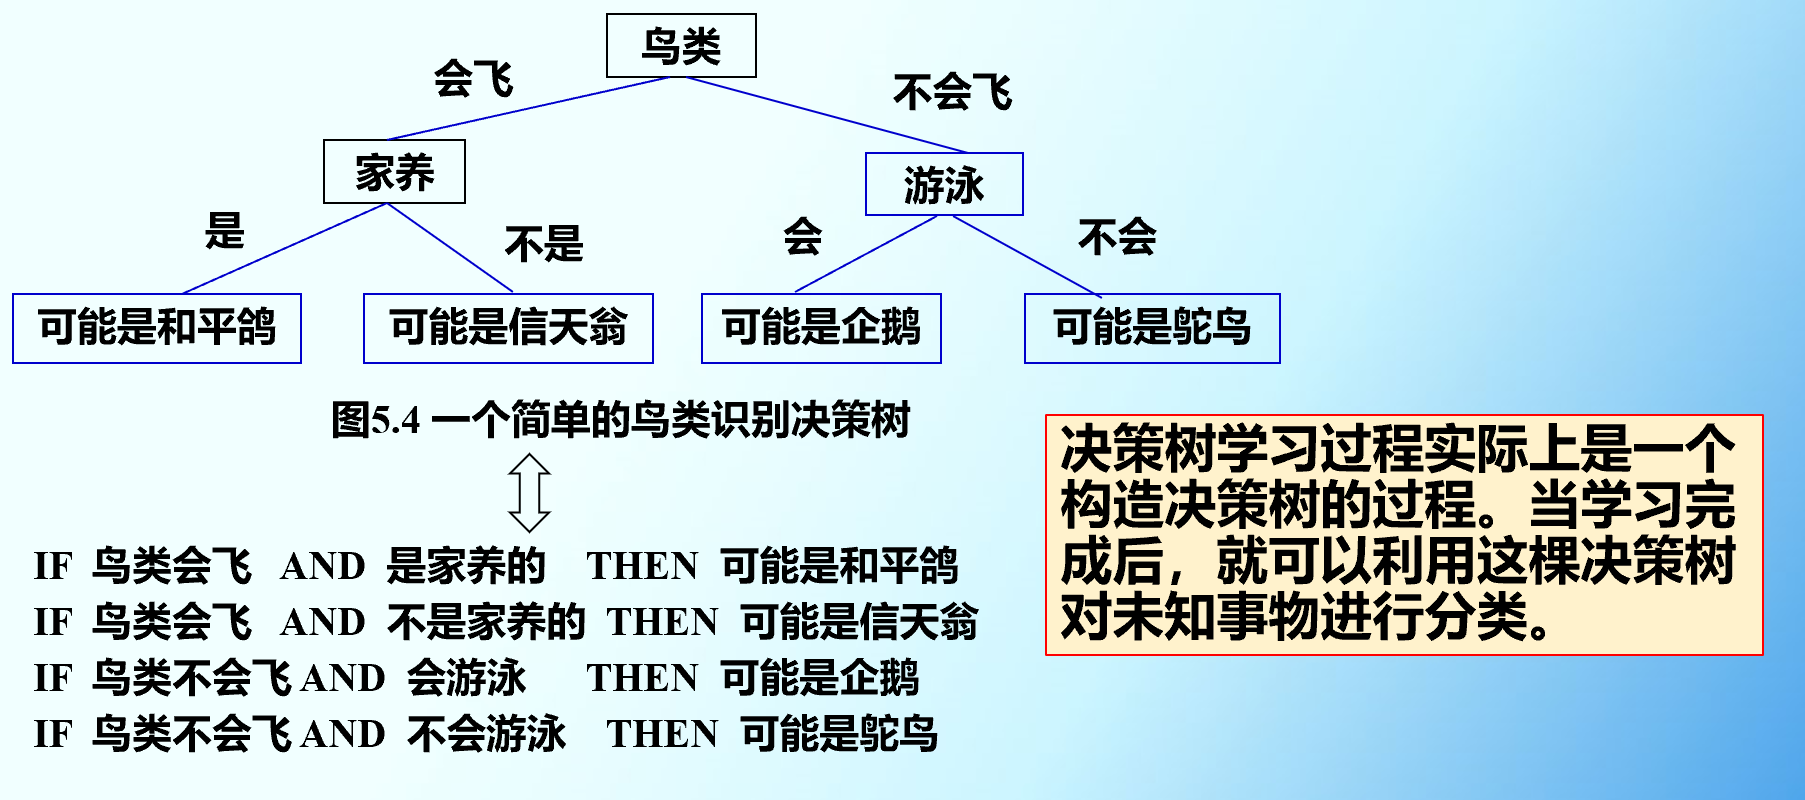 鸟类
会飞
不会飞
家养
游泳
是
不是
会
不会
可能是和平鸽
可能是信天翁
可能是企鹅
可能是鸵鸟
图5.4 一个简单的鸟类识别决策树
IF 鸟类会飞 AND 是家养的 THEN 可能是和平鸽
IF 鸟类会飞 AND 不是家养的 THEN 可能是信天翁
IF 鸟类不会飞 AND 会游泳 THEN 可能是企鹅
IF 鸟类不会飞 AND 不会游泳 THEN 可能是鸵鸟
决策树学习过程实际上是一个
构造决策树的过程。当学习完
成后，就可以利用这棵决策树
对未知事物进行分类。